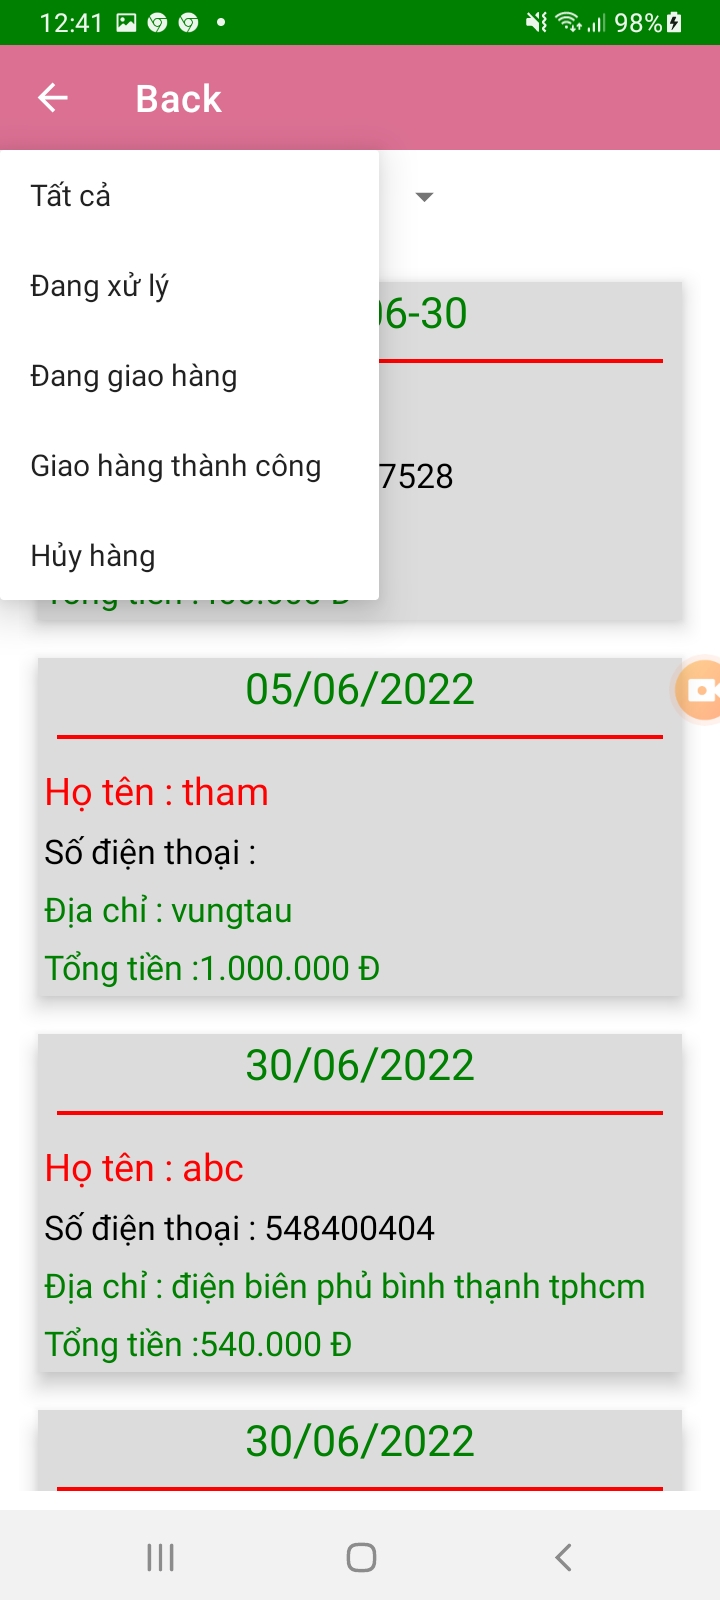 12:41
98%
Back
Tất cả
Đang xử lý
Đang giao hàng
Giao hàng thành công
Hủy hàng
6-30
7528
05/06/2022
Họ tên : tham
Số điện thoại :
Địa chỉ : vungtau
Tổng tiền :1.000.000 Đ
30/06/2022
Họ tên : abc
Số điện thoại : 548400404
Địa chỉ : điện biên phủ bình thạnh tphcm
Tổng tiền :540.000 Đ
30/06/2022